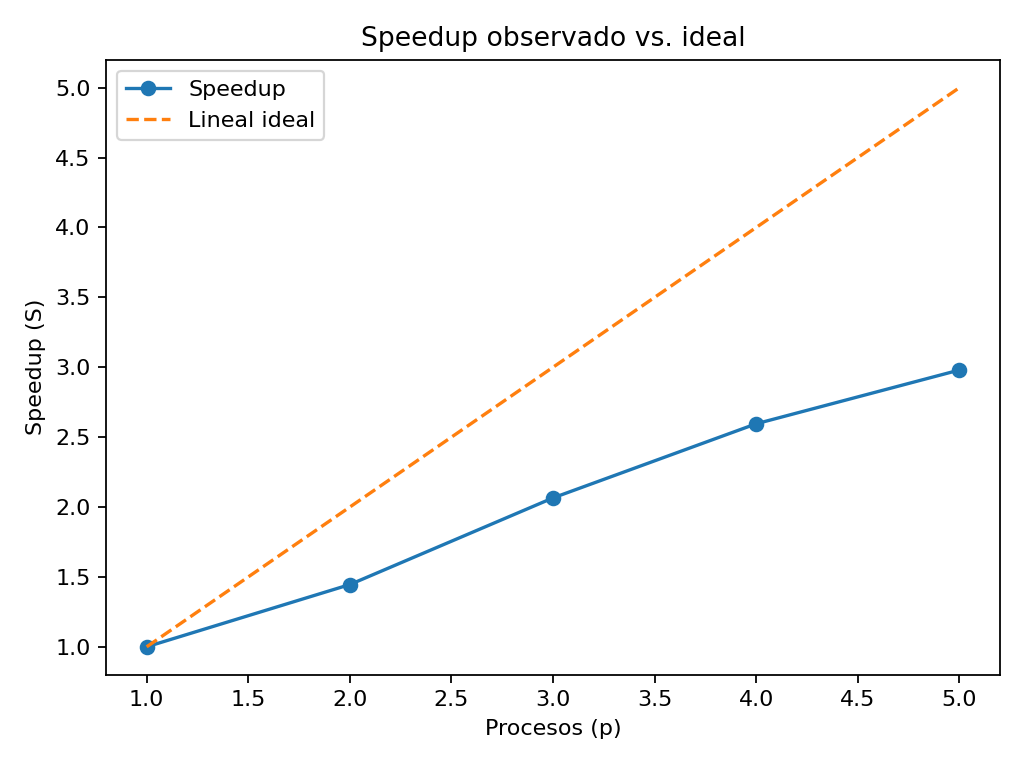 Speedup observado vs. ideal
Speedup
Lineal ideal
5.0
4.5
4.0
3.5
3.0
2.5
2.0
1.5
1.0
Speedup (S)
1.0 1.5 2.0 2.5 3.0 3.5 4.0 4.5 5.0
Procesos (p)